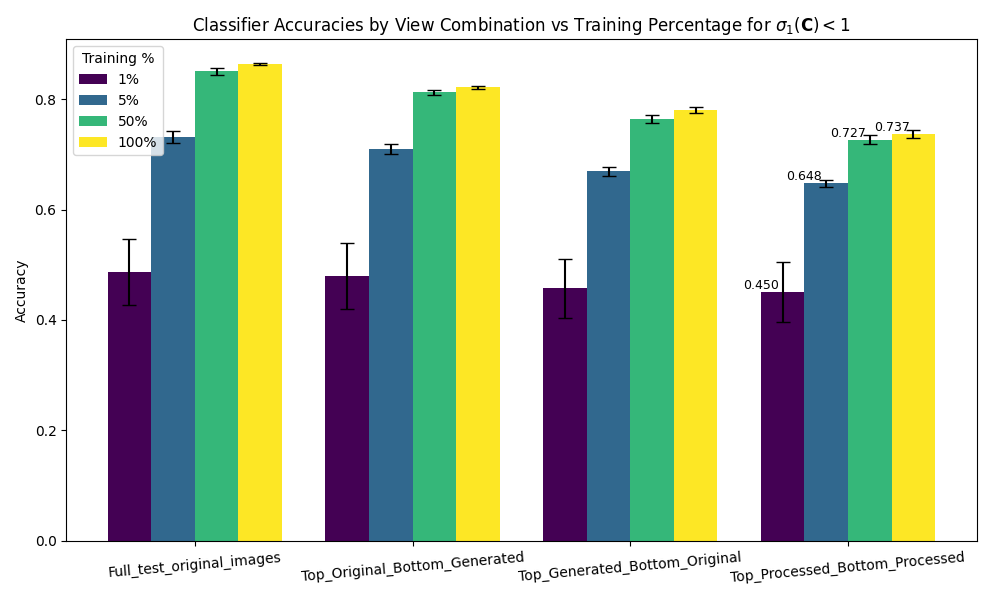 Classifier Accuracies by View Combination vs Training Percentage for σ₁(𝐂) < 1
Training %
1%
5%
50%
100%
Accuracy
0.8
0.6
0.4
0.2
0.0
0.450
0.648
0.727
0.737
Full_test_original_images
Top_Original_Bottom_Generated
Top_Generated_Bottom_Original
Top_Processed_Bottom_Processed